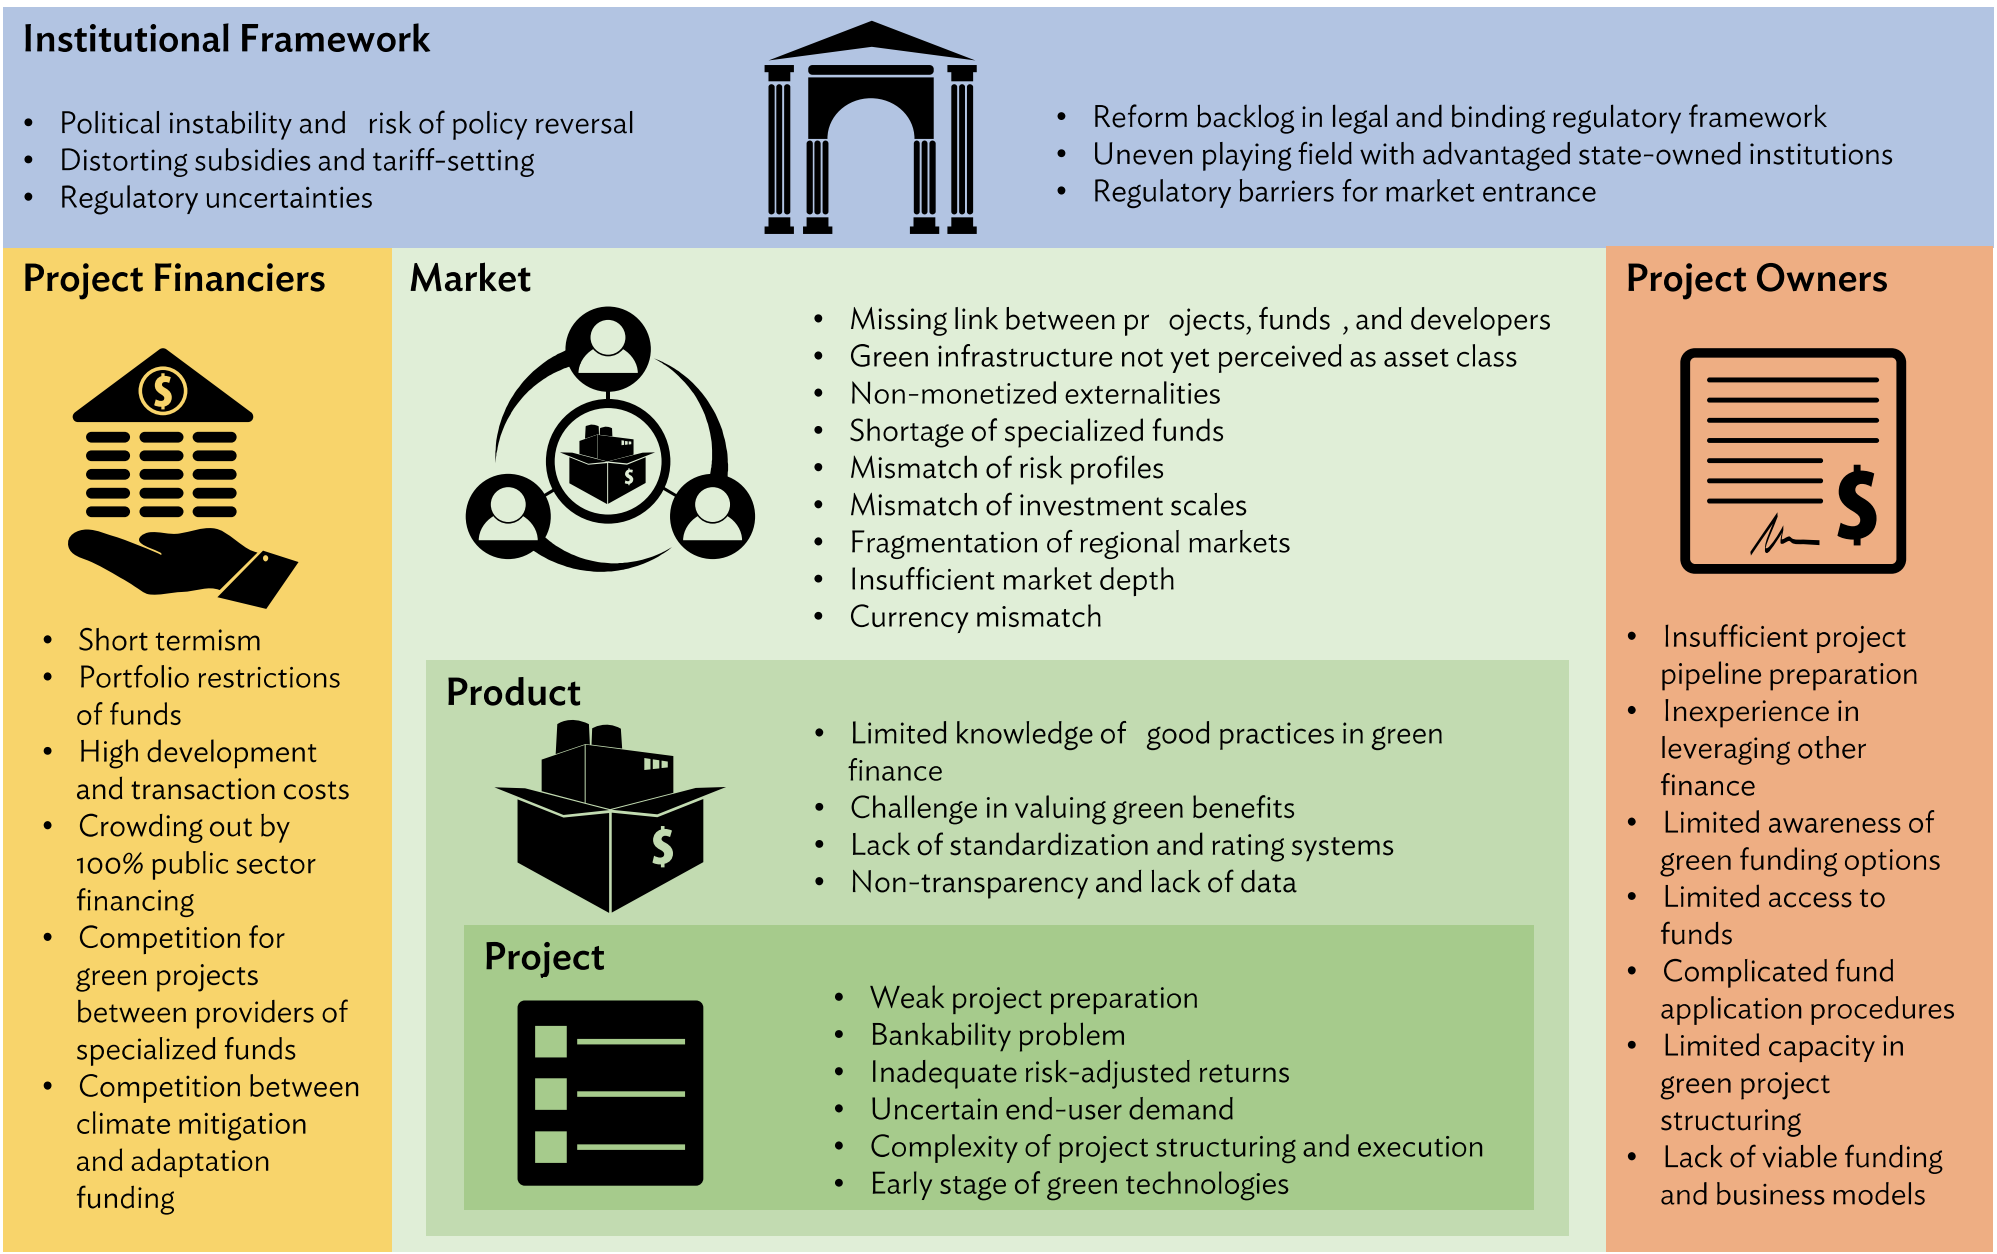 Institutional Framework
• Political instability and risk of policy reversal
• Distorting subsidies and tariff-setting
• Regulatory uncertainties
• Reform backlog in legal and binding regulatory framework
• Uneven playing field with advantaged state-owned institutions
• Regulatory barriers for market entrance
Project Financiers
$
• Short termism
• Portfolio restrictions
of funds
• High development
and transaction costs
• Crowding out by
100% public sector
financing
• Competition for
green projects
between providers of
specialized funds
• Competition between
climate mitigation
and adaptation
funding
Market
$
• Missing link between pr ojects, funds , and developers
• Green infrastructure not yet perceived as asset class
• Non-monetized externalities
• Shortage of specialized funds
• Mismatch of risk profiles
• Mismatch of investment scales
• Fragmentation of regional markets
• Insufficient market depth
• Currency mismatch
Product
$
• Limited knowledge of good practices in green
finance
• Challenge in valuing green benefits
• Lack of standardization and rating systems
• Non-transparency and lack of data
Project
• Weak project preparation
• Bankability problem
• Inadequate risk-adjusted returns
• Uncertain end-user demand
• Complexity of project structuring and execution
• Early stage of green technologies
Project Owners
$
• Insufficient project
pipeline preparation
• Inexperience in
leveraging other
finance
• Limited awareness of
green funding options
• Limited access to
funds
• Complicated fund
application procedures
• Limited capacity in
green project
structuring
• Lack of viable funding
and business models